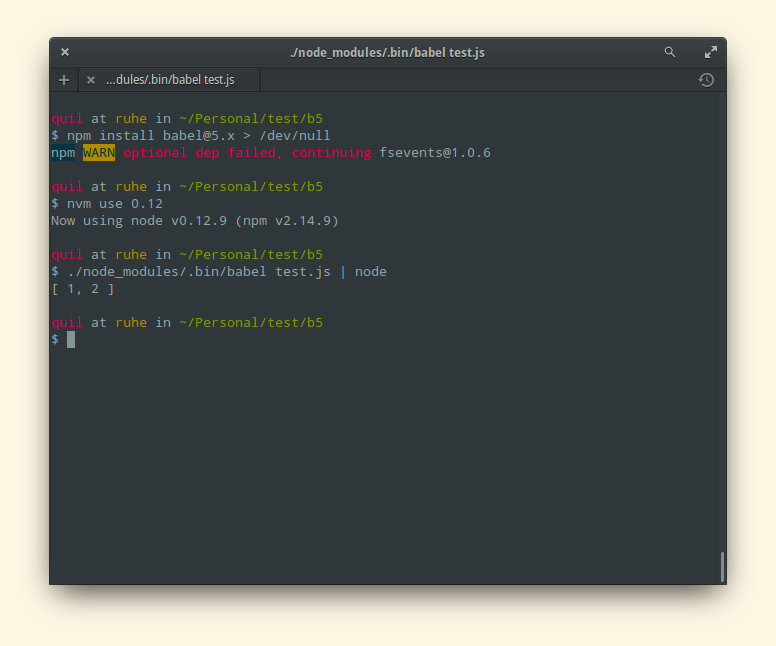 ./node_modules/.bin/babel test.js
...dules/.bin/babel test.js
quil at ruhe in ~/Personal/test/b5
$ npm install babel@5.x > /dev/null
npm WARN optional dep failed, continuing fsevents@1.0.6
quil at ruhe in ~/Personal/test/b5
$ nvm use 0.12
Now using node v0.12.9 (npm v2.14.9)
quil at ruhe in ~/Personal/test/b5
$ ./node_modules/.bin/babel test.js | node
[ 1, 2 ]
quil at ruhe in ~/Personal/test/b5
$